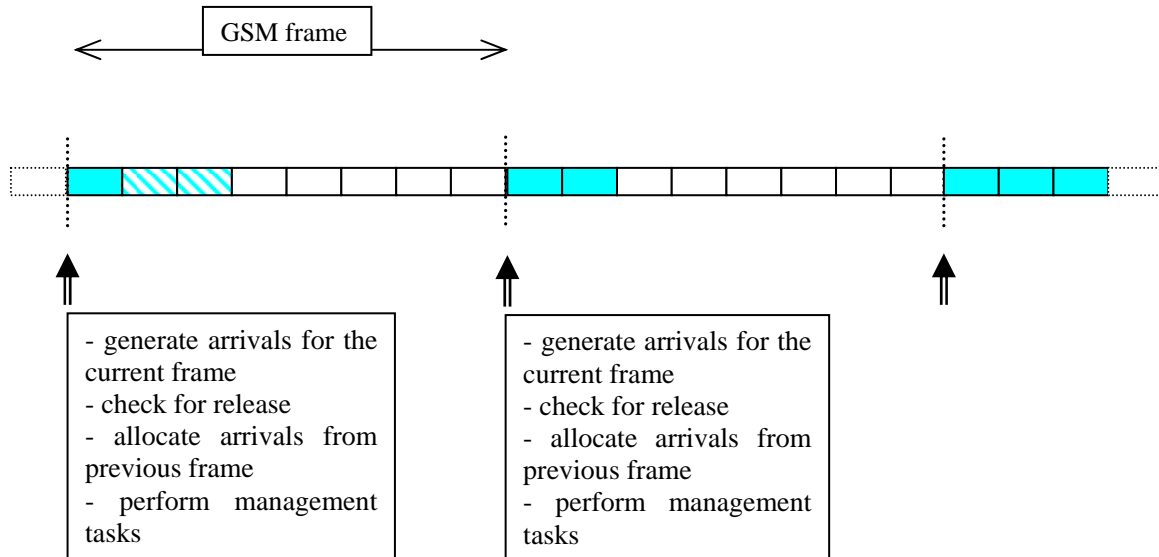 GSM frame
- generate arrivals for the
current frame
- check for release
- allocate arrivals from
previous frame
- perform management
tasks
- generate arrivals for the
current frame
- check for release
- allocate arrivals from
previous frame
- perform management
tasks